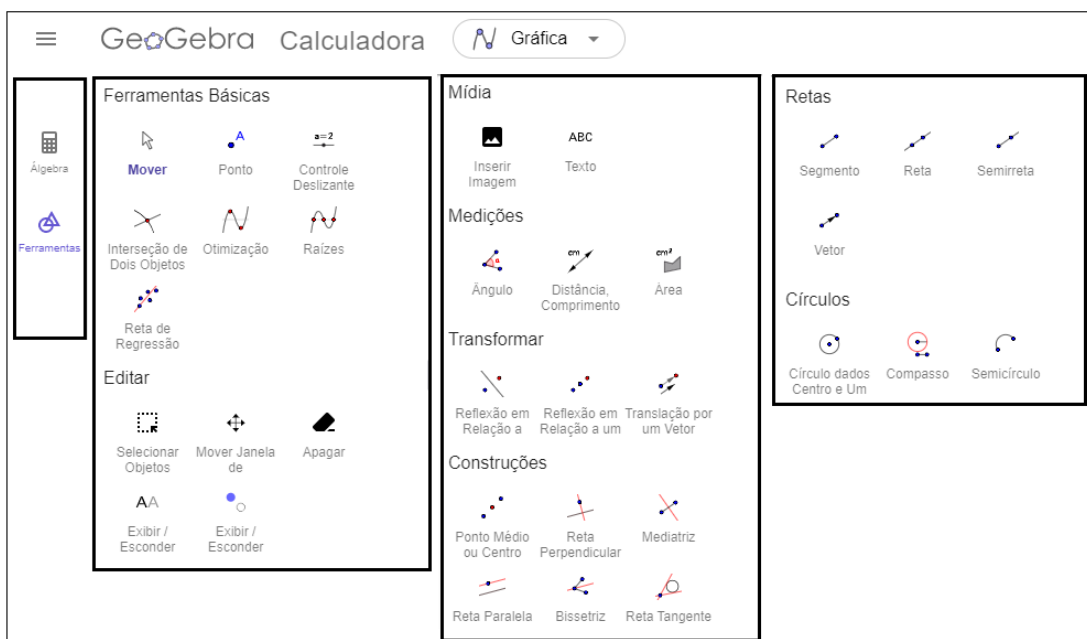 GeoGebra Calculadora Gráfica
Álgebra
Ferramentas
Ferramentas Básicas
Mover
A
Ponto
a=2
Controle
Deslizante
Interseção de
Dois Objetos
Otimização
Raízes
Reta de
Regressão
Editar
Selecionar
Objetos
Mover Janela
de
Apagar
AA
Exibir /
Esconder
Exibir /
Esconder
Mídia
Inserir
Imagem
ABC
Texto
Medições
α
Ângulo
cm
Distância,
Comprimento
cm²
Área
Transformar
Reflexão em
Relação a
Reflexão em
Relação a um
Translação por
um Vetor
Construções
Ponto Médio
ou Centro
Reta
Perpendicular
Mediatriz
Reta Paralela
Bissetriz
Reta Tangente
Retas
Segmento
Reta
Semirreta
Vetor
Círculos
Círculo dados
Centro e Um
Compasso
Semicírculo